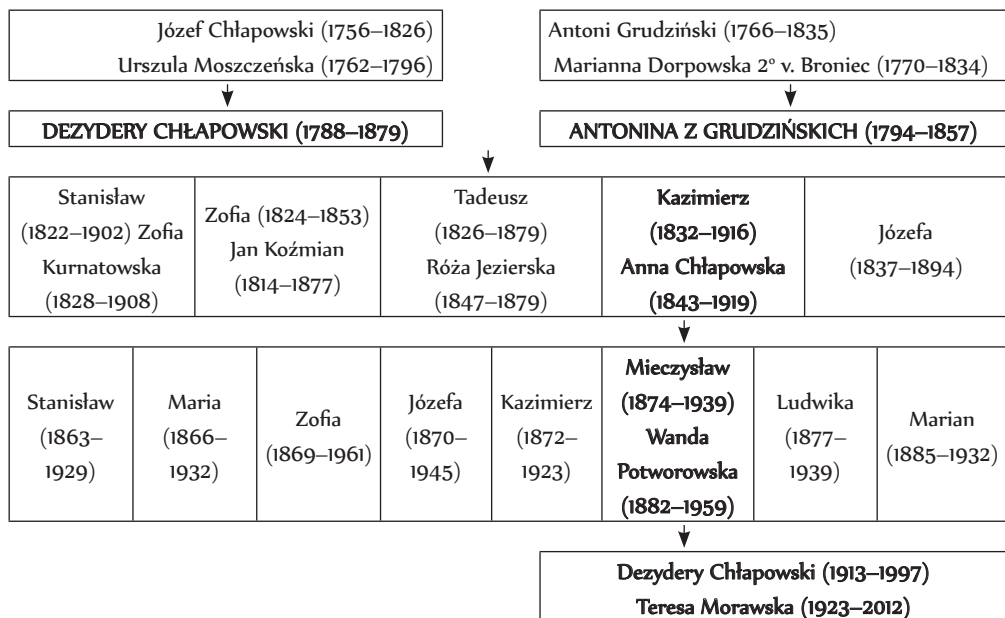 Józef Chłapowski (1756–1826)
Urszula Moszczeńska (1762–1796)
Antoni Grudziński (1766–1835)
Marianna Dorpowska 2° v. Broniec (1770–1834)
DEZYDERY CHŁAPOWSKI (1788–1879)
ANTONINA Z GRUDZIŃSKICH (1794–1857)
Stanisław
(1822–1902) Zofia
Kurnatowska
(1828–1908)
Zofia (1824–1853)
Jan Koźmian
(1814–1877)
Tadeusz
(1826–1879)
Róża Jezierska
(1847–1879)
Kazimierz
(1832–1916)
Anna Chłapowska
(1843–1919)
Józefa
(1837–1894)
Stanisław
(1863–
1929)
Maria
(1866–
1932)
Zofia
(1869–1961)
Józefa
(1870–
1945)
Kazimierz
(1872–
1923)
Mieczysław
(1874–1939)
Wanda
Potworowska
(1882–1959)
Ludwika
(1877–
1939)
Marian
(1885–1932)
Dezydery Chłapowski (1913–1997)
Teresa Morawska (1923–2012)